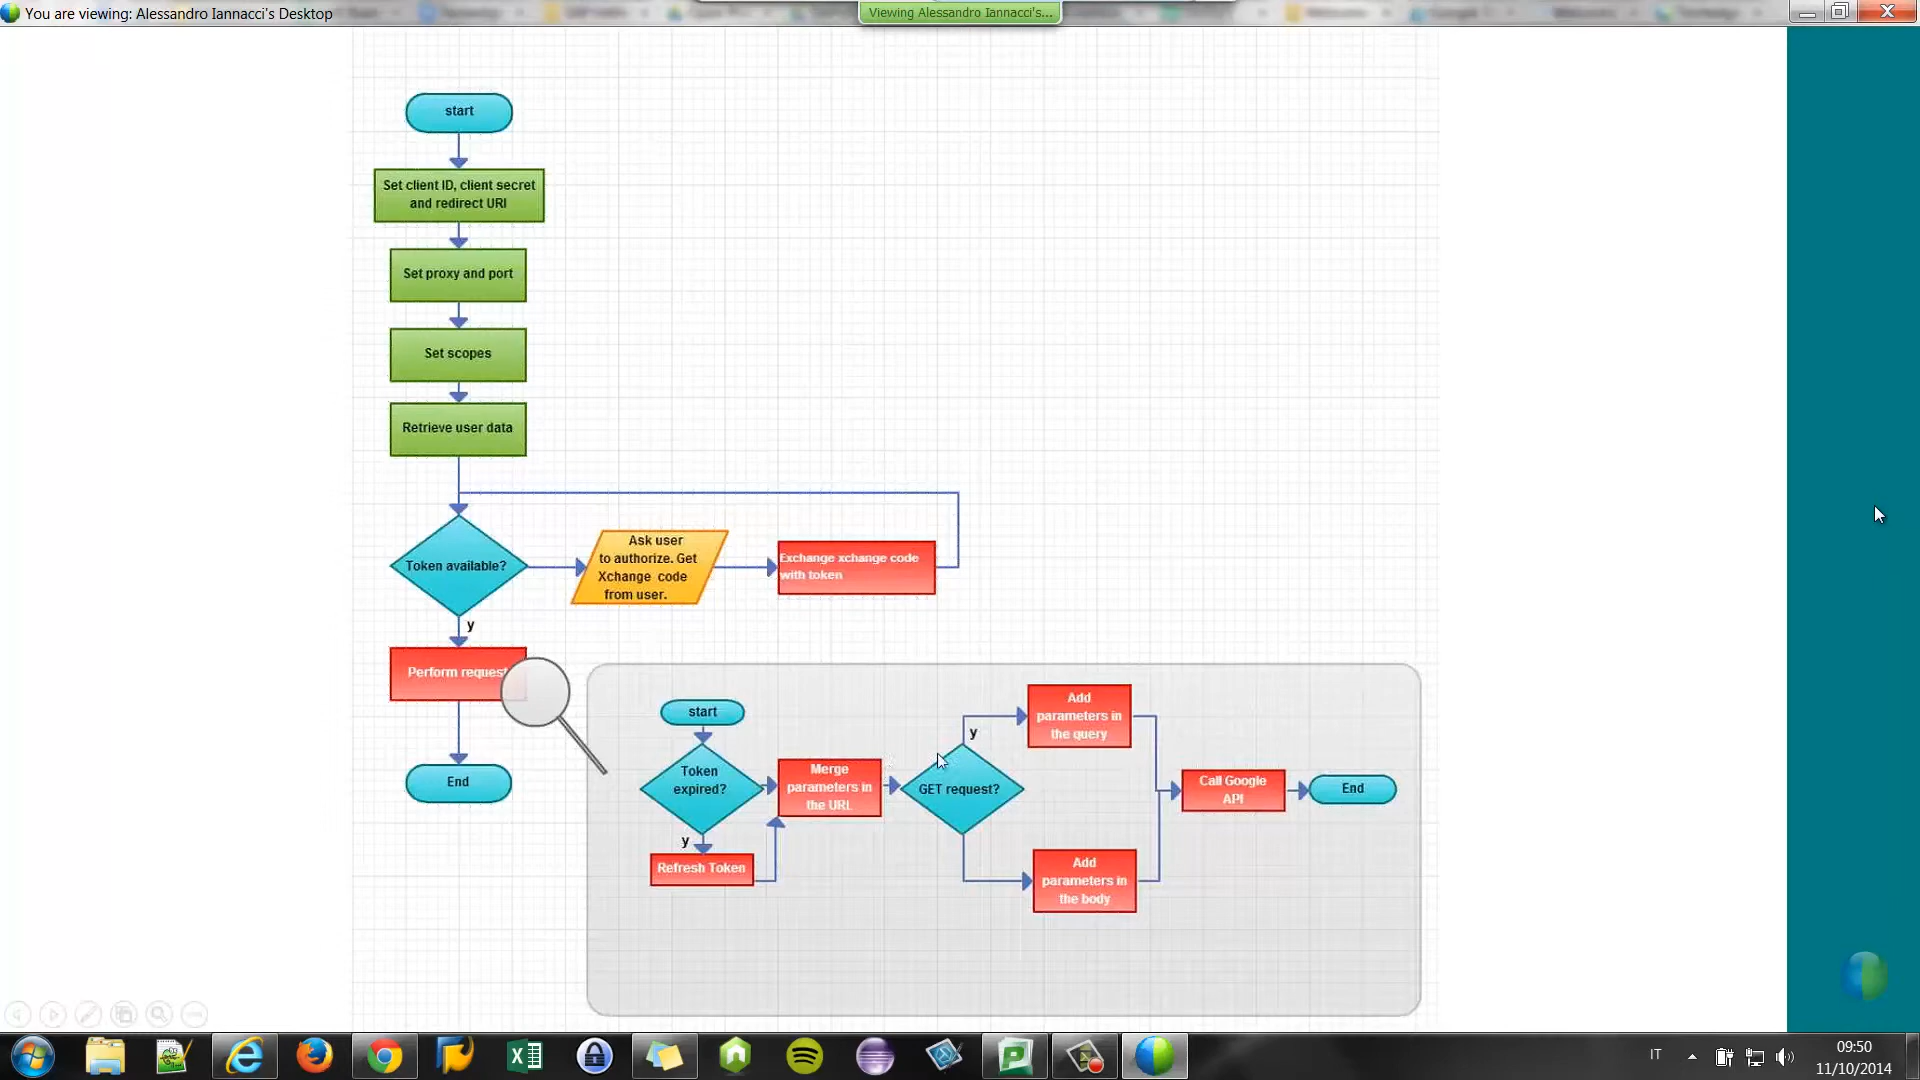 You are viewing: Alessandro Iannacci's Desktop
Viewing Alessandro Iannacci's...
start
Set client ID, client secret
and redirect URI
Set proxy and port
Set scopes
Retrieve user data
Token available?
Ask user
to authorize. Get
Xchange code
from user.
Exchange xchange code
with token
y
Perform request
End
start
Token
expired?
y
Refresh Token
Merge
parameters in
the URL
GET request?
y
Add
parameters in
the query
Add
parameters in
the body
Call Google
API
End
IT
09:50
11/10/2014